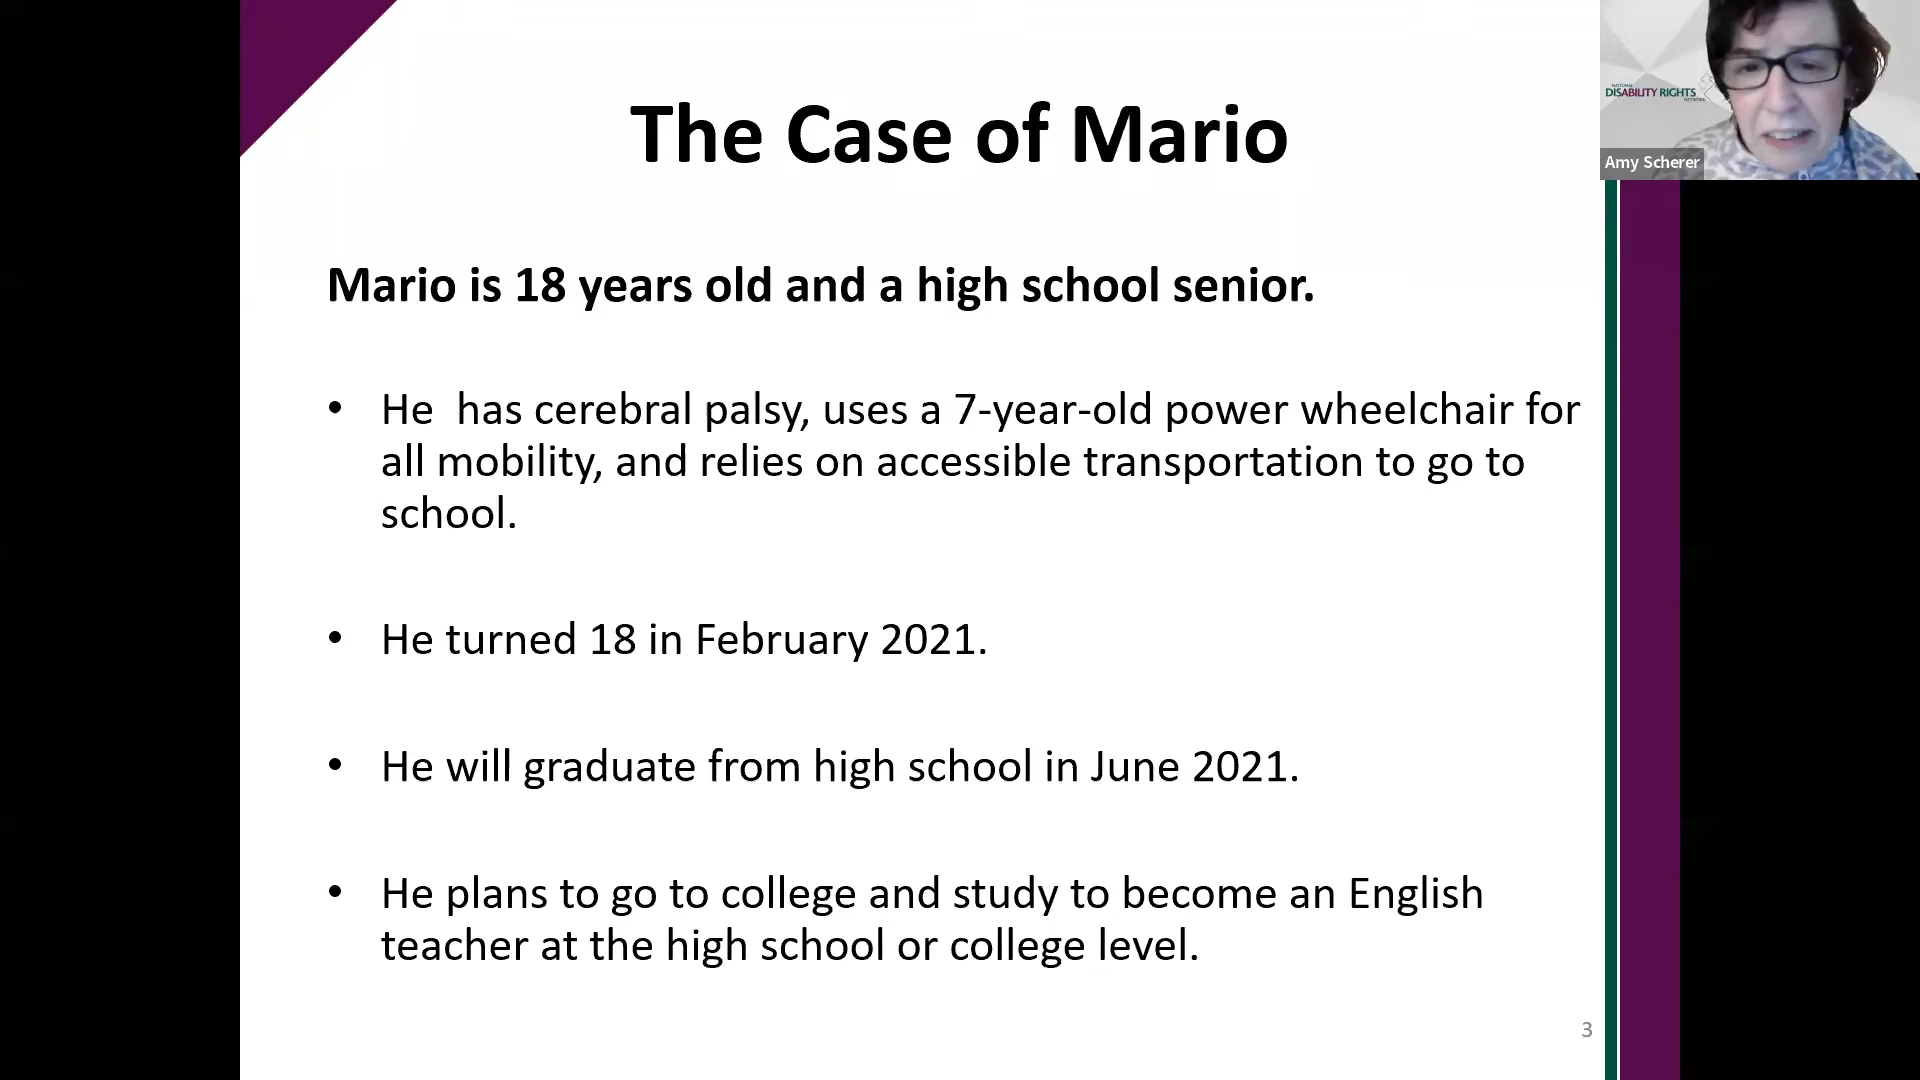 The Case of Mario
NATIONAL
DISABILITY RIGHTS
NETWORK
Amy Scherer
Mario is 18 years old and a high school senior.
• He  has cerebral palsy, uses a 7-year-old power wheelchair for
all mobility, and relies on accessible transportation to go to
school.
• He turned 18 in February 2021.
• He will graduate from high school in June 2021.
• He plans to go to college and study to become an English
teacher at the high school or college level.
3